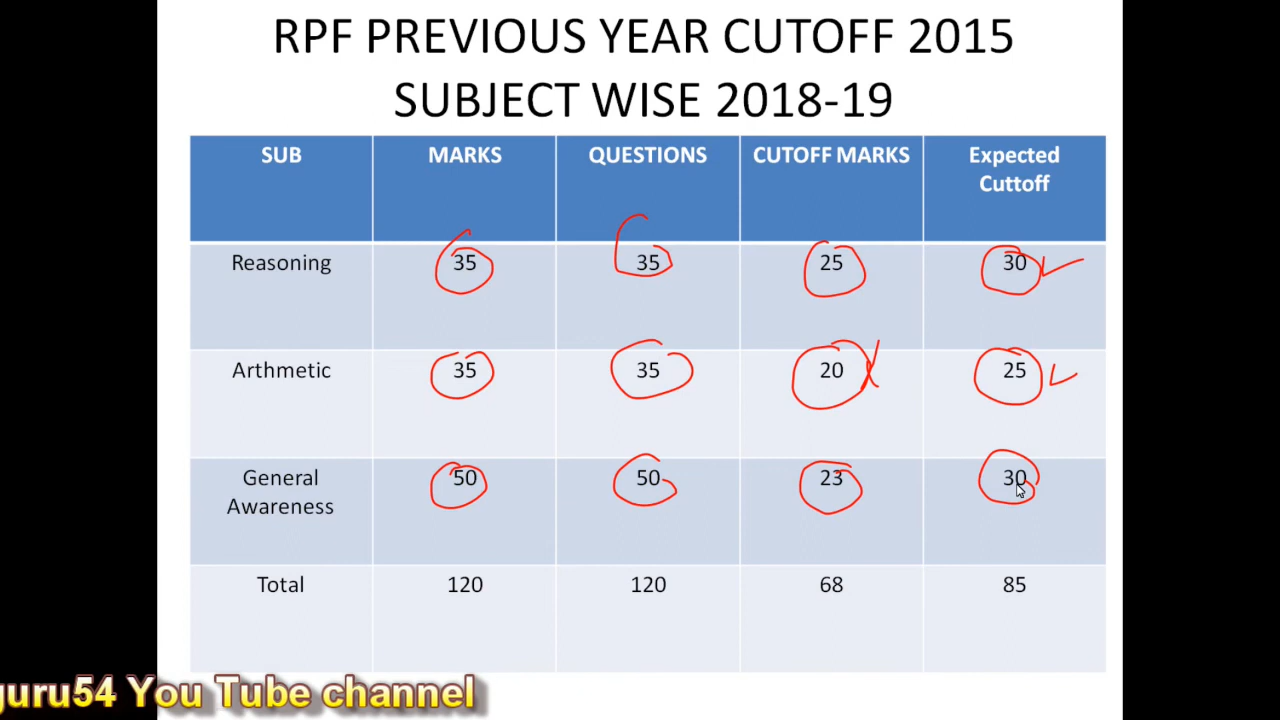 RPF PREVIOUS YEAR CUTOFF 2015
SUBJECT WISE 2018-19
SUB MARKS QUESTIONS CUTOFF MARKS Expected
Cuttoff
Reasoning 35 35 25 30
Arthmetic 35 35 20 25
General
Awareness 50 50 23 30
Total 120 120 68 85
guru54 You Tube channel